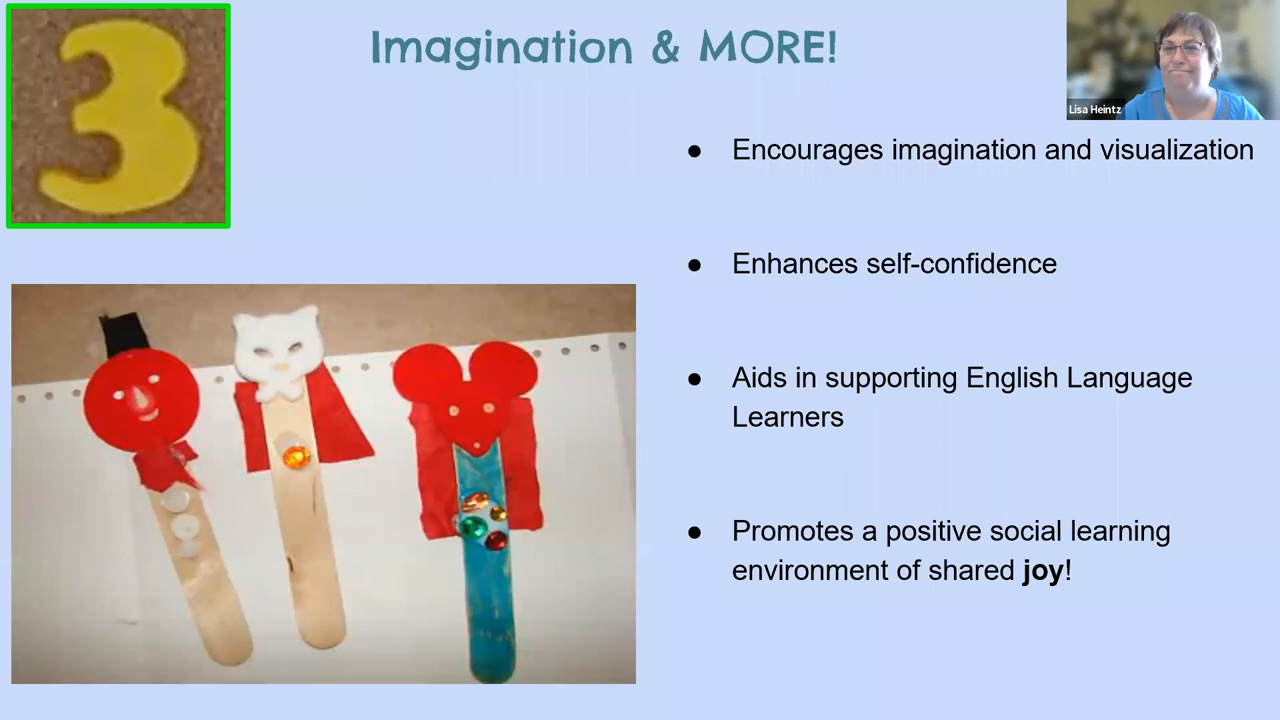 3
Imagination & MORE!
Lisa Heintz
● Encourages imagination and visualization
● Enhances self-confidence
● Aids in supporting English Language
Learners
● Promotes a positive social learning
environment of shared joy!